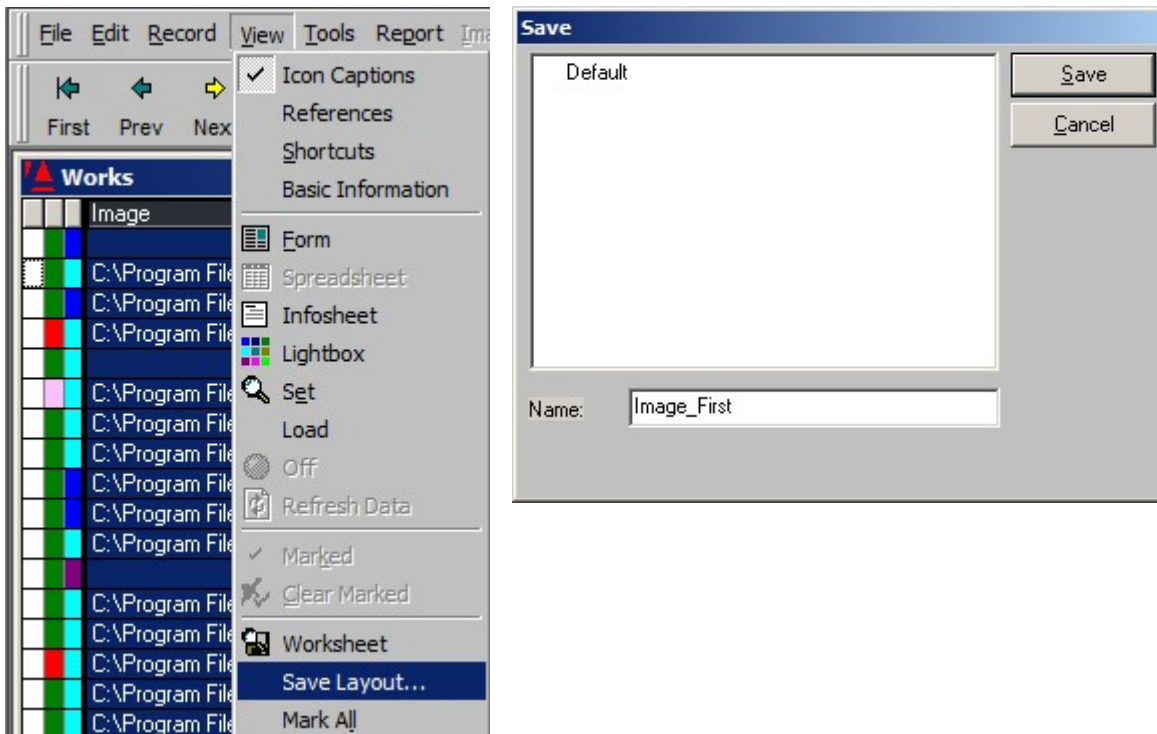 File Edit Record View Tools Report Im
First Prev Nex
Works
Image
C:\Program File
C:\Program File
C:\Program File
C:\Program File
C:\Program File
C:\Program File
C:\Program File
C:\Program File
C:\Program File
C:\Program File
C:\Program File
C:\Program File
C:\Program File
C:\Program File
Icon Captions
References
Shortcuts
Basic Information
Form
Spreadsheet
Infosheet
Lightbox
Set
Load
Off
Refresh Data
Marked
Clear Marked
Worksheet
Save Layout...
Mark All
Save
Default
Save
Cancel
Name: Image_First